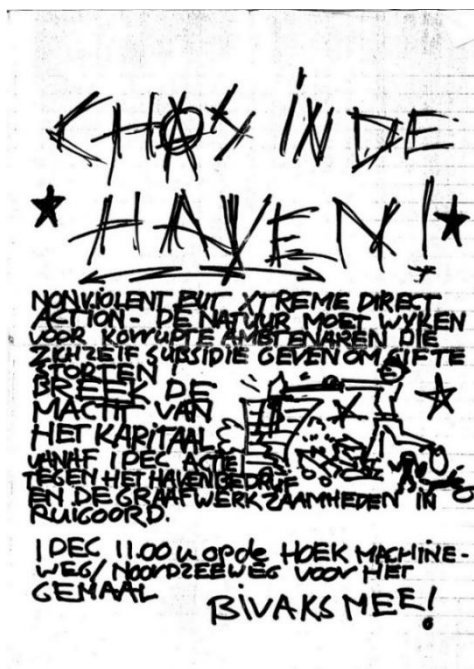 CHAOS IN DE
HAVEN!
NONVIOLENT BUT XTREME DIRECT
ACTION - DE NATUUR MOET WYKEN
VOOR KORRUPTE AMBTENAREN DIE
ZICHZELF SUBSIDIE GEVEN OM GIF TE
STORTEN!
BREEK DE
MACHT VAN
HET KAPITAAL
VANAF 1 DEC ACTIE
TEGEN HET HAVENBEDRIJF
EN DE GRAAFWERKZAAMHEDEN IN
RUIGOORD.
1 DEC 11.00 u op de HOEK MACHINE-
WEG/NOORDZEEWEG voor HET
GEMAAL
BIVAKS MEE!